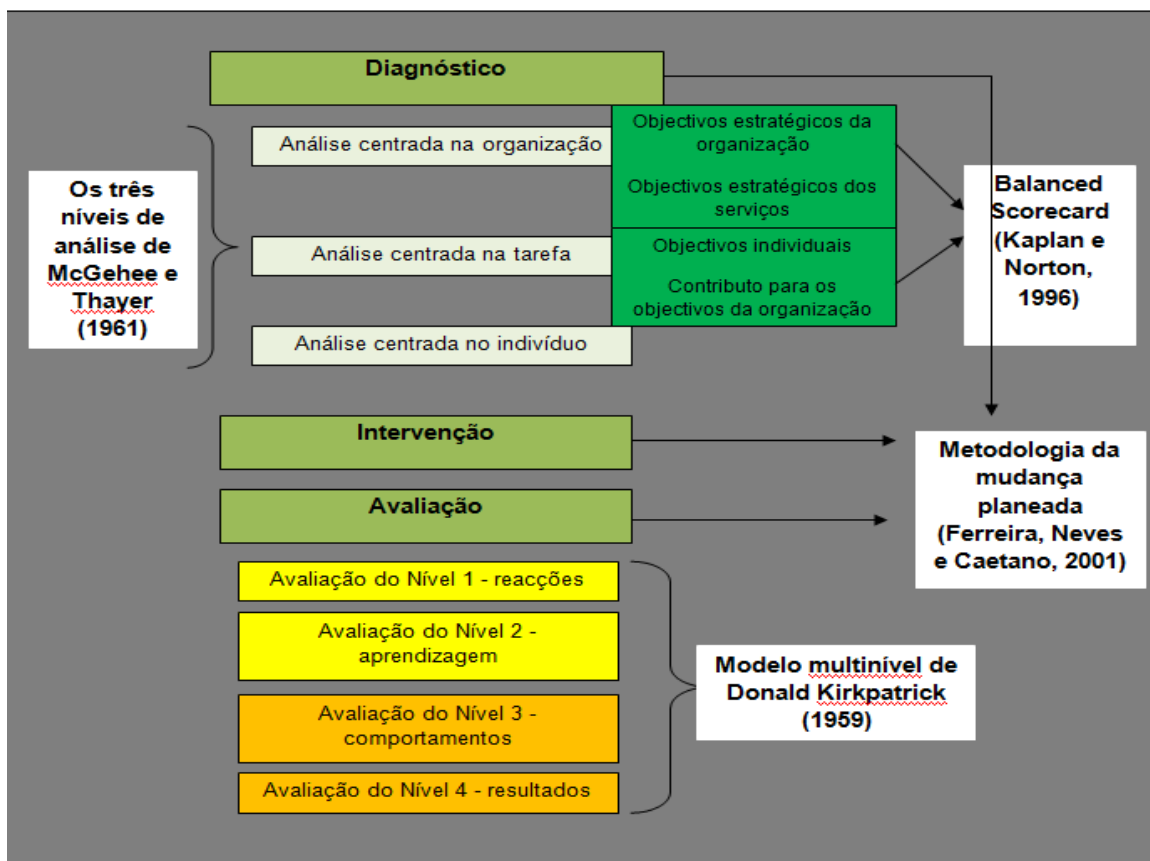 Diagnóstico
Análise centrada na organização
Objectivos estratégicos da
organização
Objectivos estratégicos dos
serviços
Os três
níveis de
análise de
McGehee e
Thayer
(1961)
Análise centrada na tarefa
Objectivos individuais
Contributo para os
objectivos da organização
Balanced
Scorecard
(Kaplan e
Norton,
1996)
Análise centrada no indivíduo
Intervenção
Avaliação
Metodologia da
mudança
planeada
(Ferreira, Neves
e Caetano, 2001)
Avaliação do Nível 1 - reacções
Avaliação do Nível 2 -
aprendizagem
Avaliação do Nível 3 -
comportamentos
Avaliação do Nível 4 - resultados
Modelo multinível de
Donald Kirkpatrick
(1959)